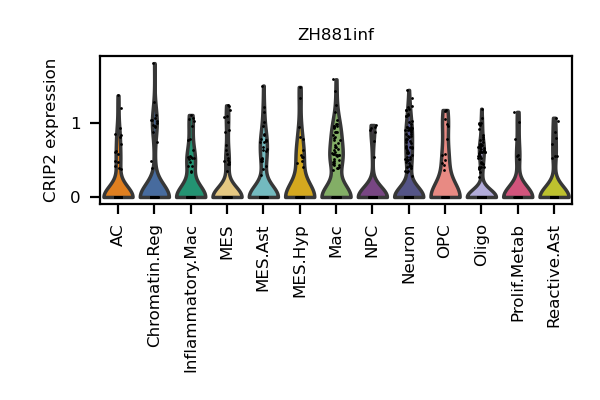 ZH881inf
CRIP2 expression
1
0
AC
Chromatin.Reg
Inflammatory.Mac
MES
MES.Ast
MES.Hyp
Mac
NPC
Neuron
OPC
Oligo
Prolif.Metab
Reactive.Ast